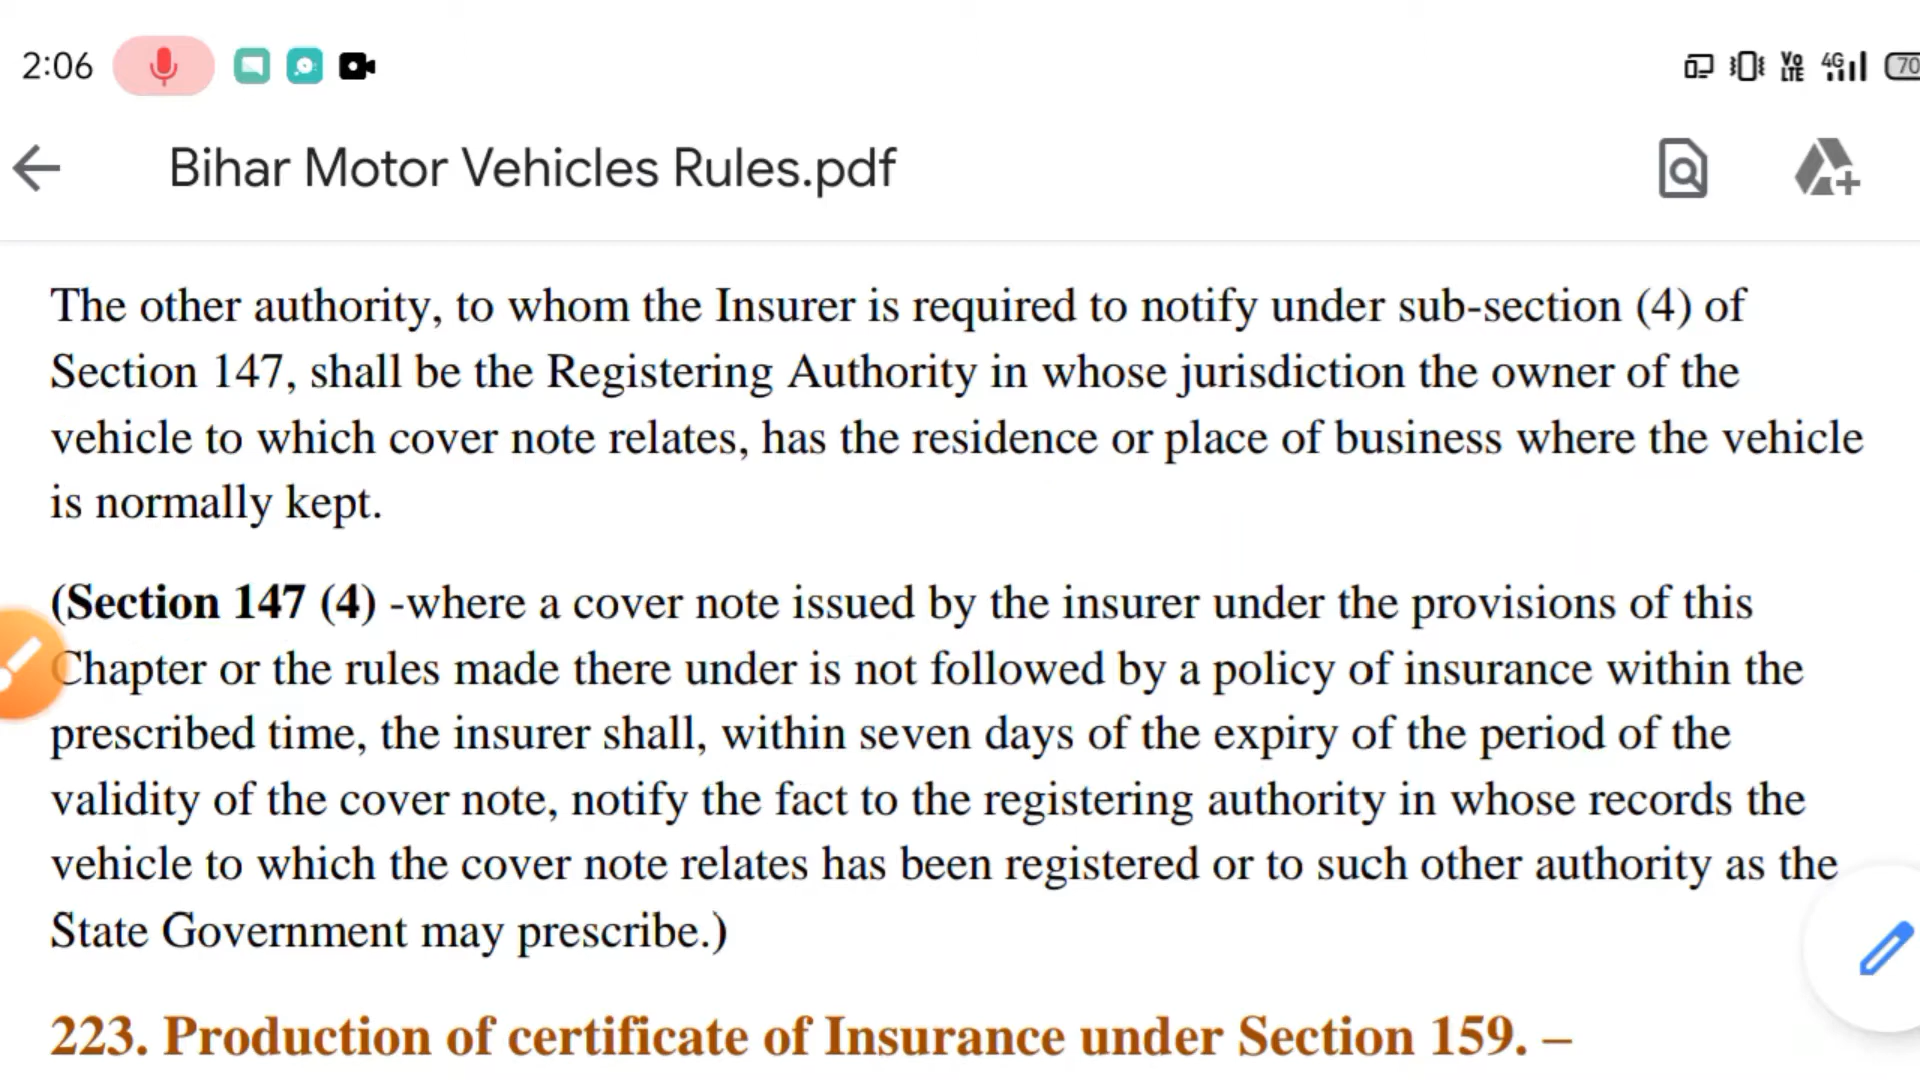 2:06
Vo LTE 4G 70
Bihar Motor Vehicles Rules.pdf
The other authority, to whom the Insurer is required to notify under sub-section (4) of
Section 147, shall be the Registering Authority in whose jurisdiction the owner of the
vehicle to which cover note relates, has the residence or place of business where the vehicle
is normally kept.
(Section 147 (4) -where a cover note issued by the insurer under the provisions of this
Chapter or the rules made there under is not followed by a policy of insurance within the
prescribed time, the insurer shall, within seven days of the expiry of the period of the
validity of the cover note, notify the fact to the registering authority in whose records the
vehicle to which the cover note relates has been registered or to such other authority as the
State Government may prescribe.)
223. Production of certificate of Insurance under Section 159. –